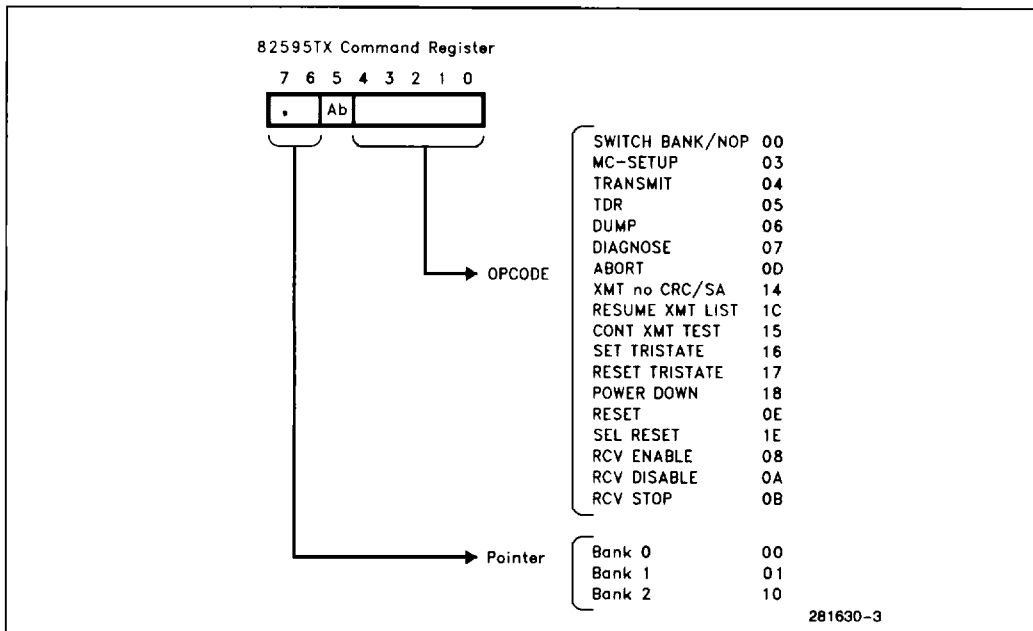 82595TX Command Register
7 6 5 4 3 2 1 0
Ab
SWITCH BANK/NOP 00
MC-SETUP 03
TRANSMIT 04
TDR 05
DUMP 06
DIAGNOSE 07
OPCODE
ABORT 0D
XMT no CRC/SA 14
RESUME XMT LIST 1C
CONT XMT TEST 15
SET TRISTATE 16
RESET TRISTATE 17
POWER DOWN 18
RESET 0E
SEL RESET 1E
RCV ENABLE 08
RCV DISABLE 0A
RCV STOP 0B
Pointer
Bank 0 00
Bank 1 01
Bank 2 10
281630-3